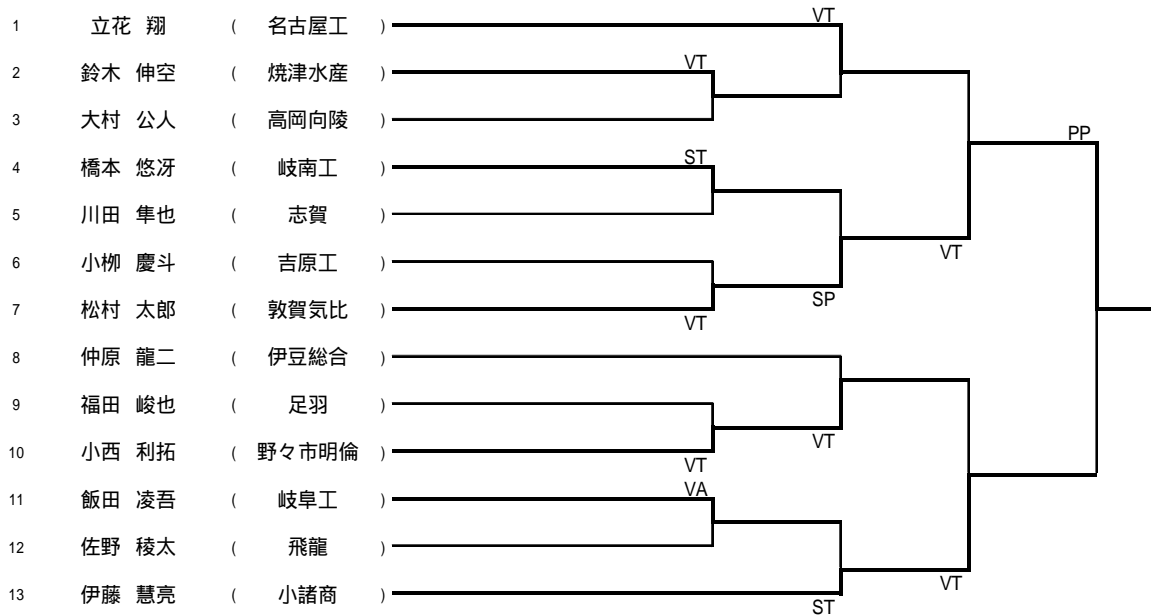 VT
1 立花 翔 ( 名古屋工 )
2 鈴木 伸空 ( 焼津水産 ) VT
3 大村 公人 ( 高岡向陵 )
PP
4 橋本 悠冴 ( 岐南工 ) ST
5 川田 隼也 ( 志賀 )
VT
6 小栁 慶斗 ( 吉原工 )
SP
7 松村 太郎 ( 敦賀気比 ) VT
8 仲原 龍二 ( 伊豆総合 )
9 福田 峻也 ( 足羽 )
VT
10 小西 利拓 ( 野々市明倫 ) VT
11 飯田 凌吾 ( 岐阜工 ) VA
12 佐野 稜太 ( 飛龍 )
VT
13 伊藤 慧亮 ( 小諸商 ) ST